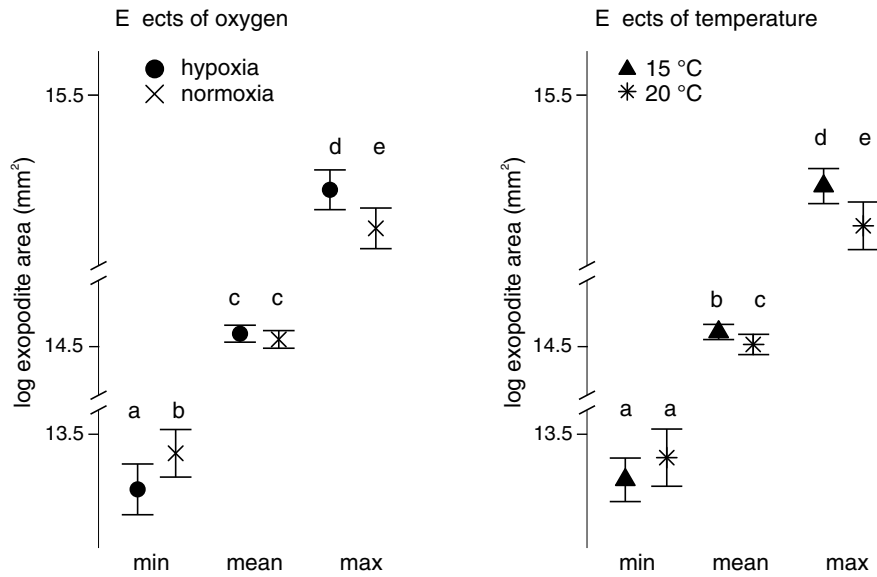 E ects of oxygen
hypoxia
normoxia
15.5
14.5
13.5
log exopodite area (mm²)
a
b
c
c
d
e
min
mean
max
E ects of temperature
15 °C
20 °C
15.5
14.5
13.5
log exopodite area (mm²)
a
a
b
c
d
e
min
mean
max